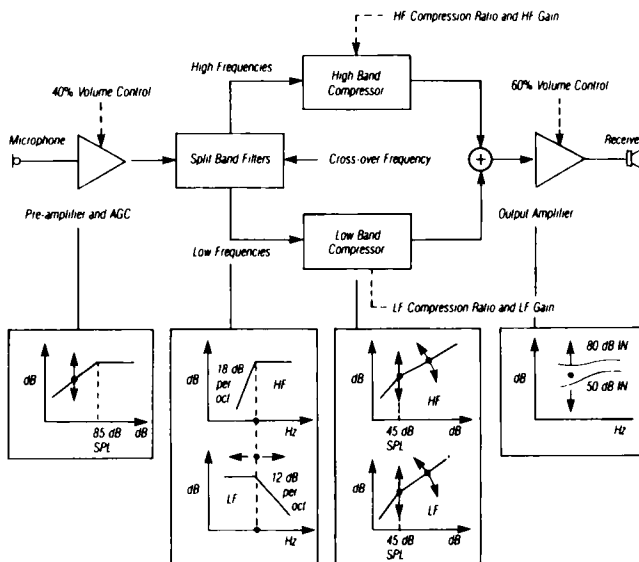 HF Compression Ratio and HF Gain
High Frequencies
High Band
Compressor
40% Volume Control
60% Volume Control
Microphone
Receiver
Split Band Filters
Cross-over Frequency
+
Pre-amplifier and AGC
Low Frequencies
Low Band
Compressor
Output Amplifier
LF Compression Ratio and LF Gain
dB
85 dB
SPL
dB
18 dB
per
oct
HF
Hz
dB
LF
12 dB
per
oct
Hz
dB
HF
45 dB
SPL
dB
dB
LF
45 dB
SPL
dB
dB
80 dB IN
50 dB IN
Hz